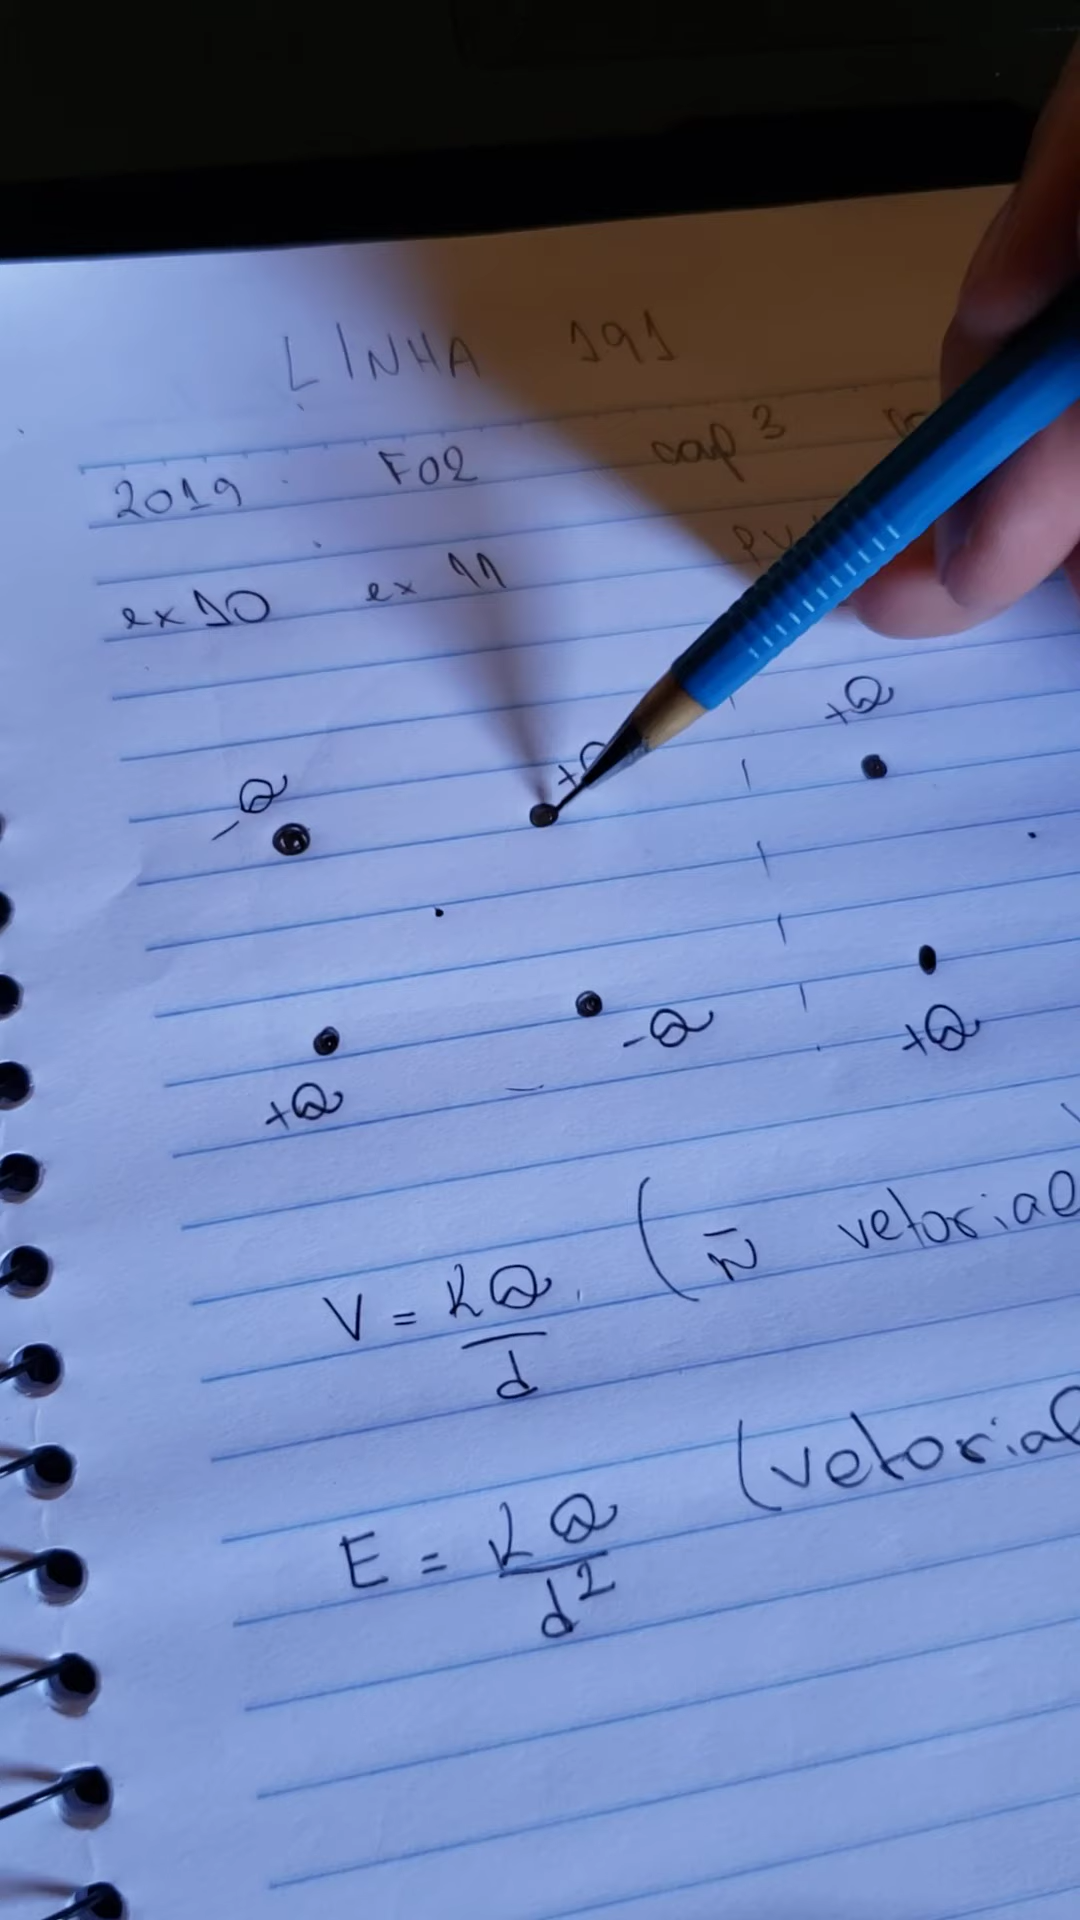 LINHA 191
2019 F02 cap 3
ex 10 ex 11
-Q +Q +Q
+Q -Q +Q
V = KQ/d (ñ vetorial
E = KQ/d² (vetorial